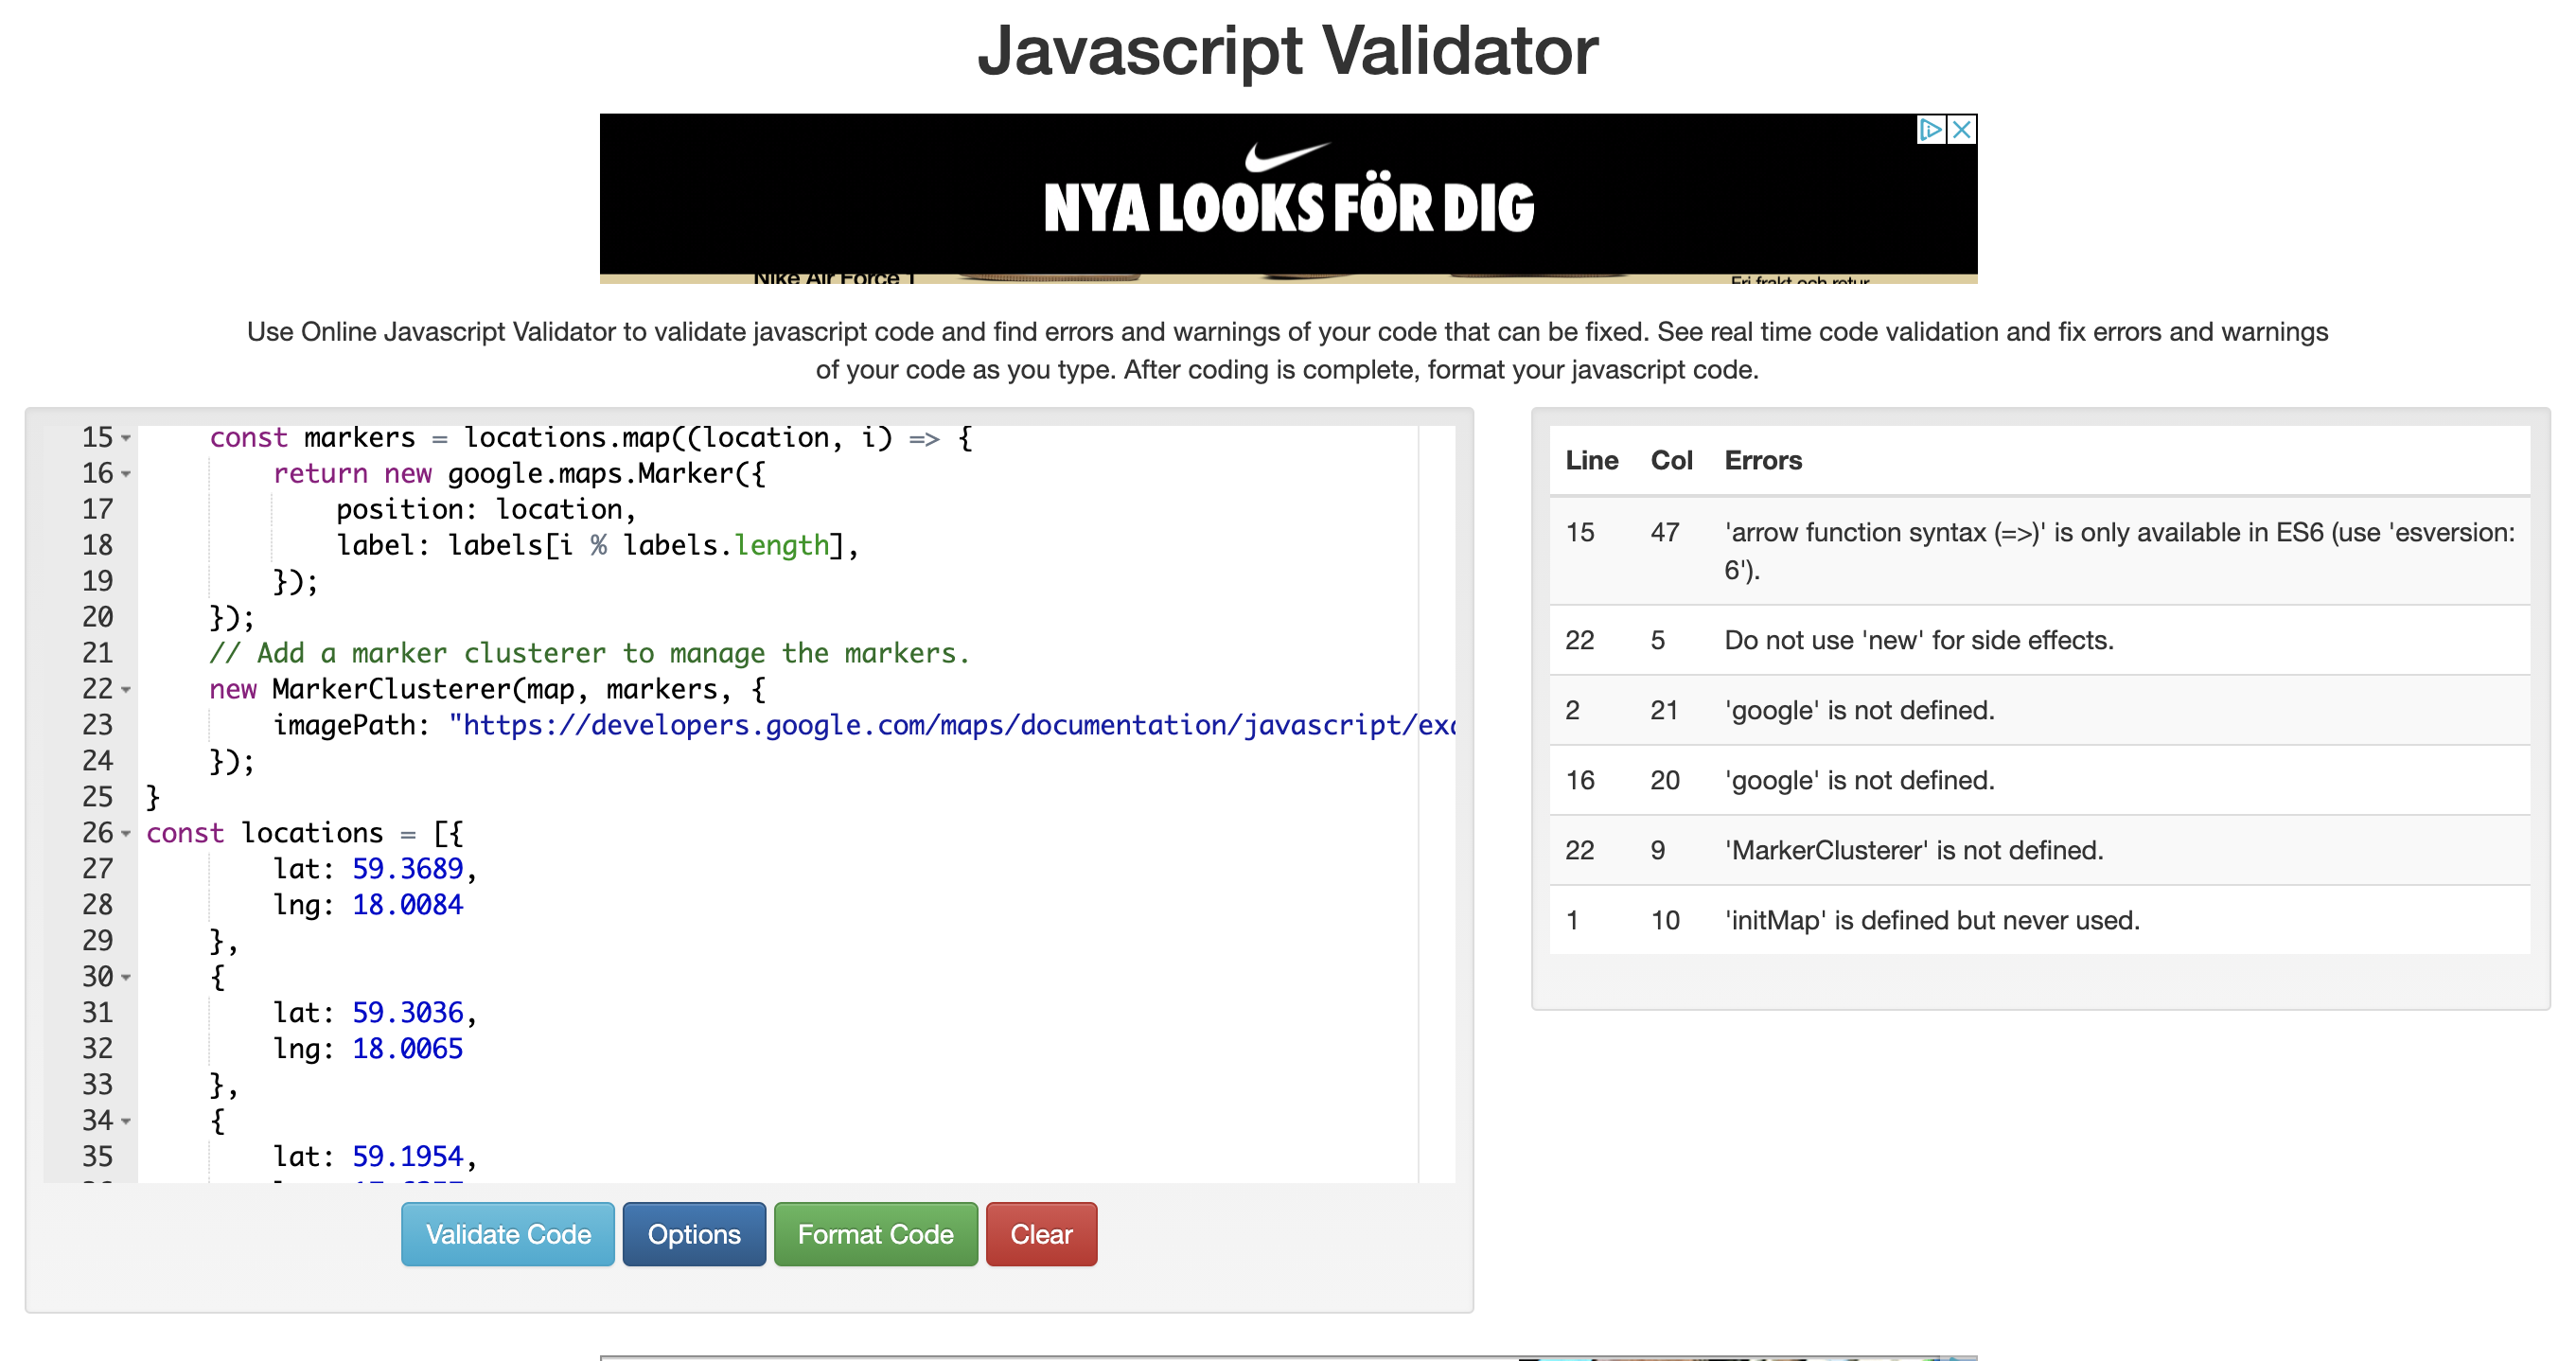 Javascript Validator
NYA LOOKS FÖR DIG
Nike Air Force 1
Fri frakt och retur
Use Online Javascript Validator to validate javascript code and find errors and warnings of your code that can be fixed. See real time code validation and fix errors and warnings
of your code as you type. After coding is complete, format your javascript code.
15 const markers = locations.map((location, i) => {
16 return new google.maps.Marker({
17 position: location,
18 label: labels[i % labels.length],
19 });
20 });
21 // Add a marker clusterer to manage the markers.
22 new MarkerClusterer(map, markers, {
23 imagePath: "https://developers.google.com/maps/documentation/javascript/exa
24 });
25 }
26 const locations = [{
27 lat: 59.3689,
28 lng: 18.0084
29 },
30 {
31 lat: 59.3036,
32 lng: 18.0065
33 },
34 {
35 lat: 59.1954,
Validate Code Options Format Code Clear
Line Col Errors
15 47 'arrow function syntax (=>)' is only available in ES6 (use 'esversion:
6').
22 5 Do not use 'new' for side effects.
2 21 'google' is not defined.
16 20 'google' is not defined.
22 9 'MarkerClusterer' is not defined.
1 10 'initMap' is defined but never used.